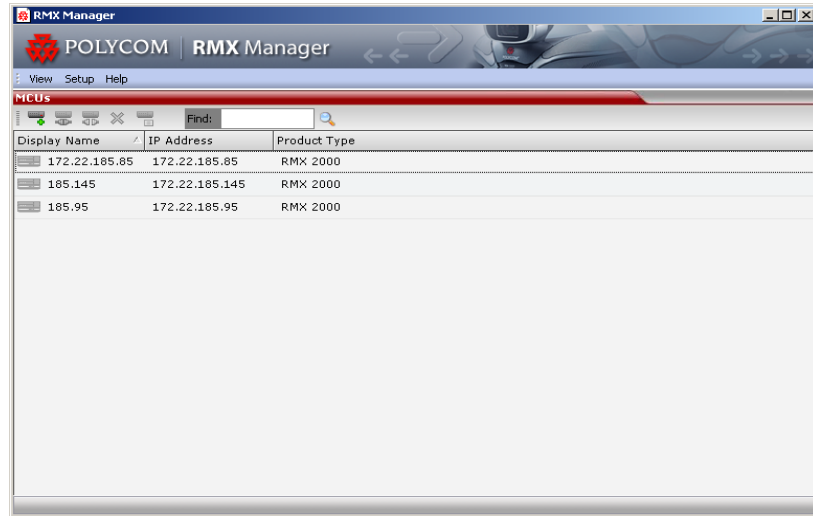 RMX Manager
POLYCOM | RMX Manager
View Setup Help
MCUs
Find:
Display Name IP Address Product Type
172.22.185.85 172.22.185.85 RMX 2000
185.145 172.22.185.145 RMX 2000
185.95 172.22.185.95 RMX 2000